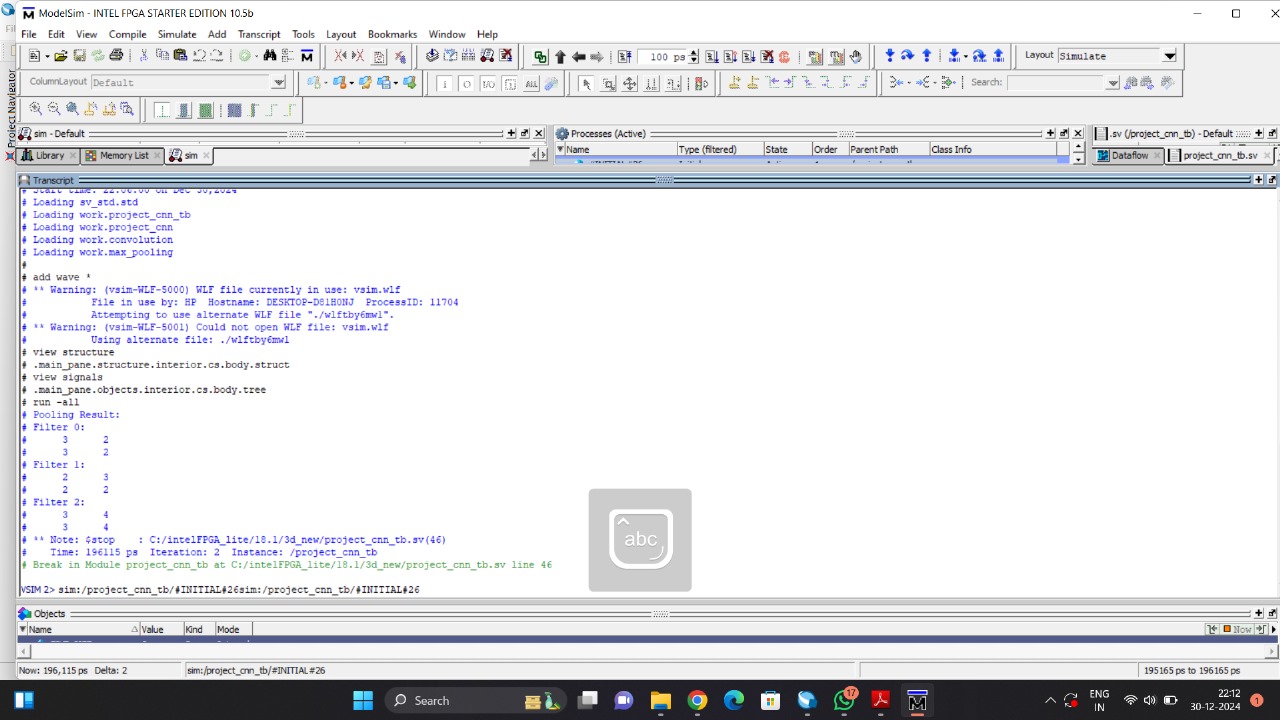 ModelSim - INTEL FPGA STARTER EDITION 10.5b
File Edit View Compile Simulate Add Transcript Tools Layout Bookmarks Window Help
100 ps
Layout Simulate
ColumnLayout Default
Search:
Project Navigator
sim - Default
Processes (Active)
.sv (/project_cnn_tb) - Default
Name Type (filtered) State Order Parent Path Class Info
Library Memory List sim
Dataflow project_cnn_tb.sv
Transcript
# Start time: 22:06:00 on Dec 30,2024
# Loading sv_std.std
# Loading work.project_cnn_tb
# Loading work.project_cnn
# Loading work.convolution
# Loading work.max_pooling
#
# add wave *
# ** Warning: (vsim-WLF-5000) WLF file currently in use: vsim.wlf
# File in use by: HP Hostname: DESKTOP-D81H0NJ ProcessID: 11704
# Attempting to use alternate WLF file "./wlftby6mwl".
# ** Warning: (vsim-WLF-5001) Could not open WLF file: vsim.wlf
# Using alternate file: ./wlftby6mwl
# view structure
# .main_pane.structure.interior.cs.body.struct
# view signals
# .main_pane.objects.interior.cs.body.tree
# run -all
# Pooling Result:
# Filter 0:
# 3 2
# 3 2
# Filter 1:
# 2 3
# 2 2
# Filter 2:
# 3 4
# 3 4
# ** Note: $stop : C:/intelFPGA_lite/18.1/3d_new/project_cnn_tb.sv(46)
# Time: 196115 ps Iteration: 2 Instance: /project_cnn_tb
# Break in Module project_cnn_tb at C:/intelFPGA_lite/18.1/3d_new/project_cnn_tb.sv line 46
abc
VSIM 2> sim:/project_cnn_tb/#INITIAL#26sim:/project_cnn_tb/#INITIAL#26
Objects
Name Value Kind Mode
Now
Now: 196,115 ps Delta: 2
sim:/project_cnn_tb/#INITIAL#26
195165 ps to 196165 ps
Search
17
ENG
IN
22:12
30-12-2024
1